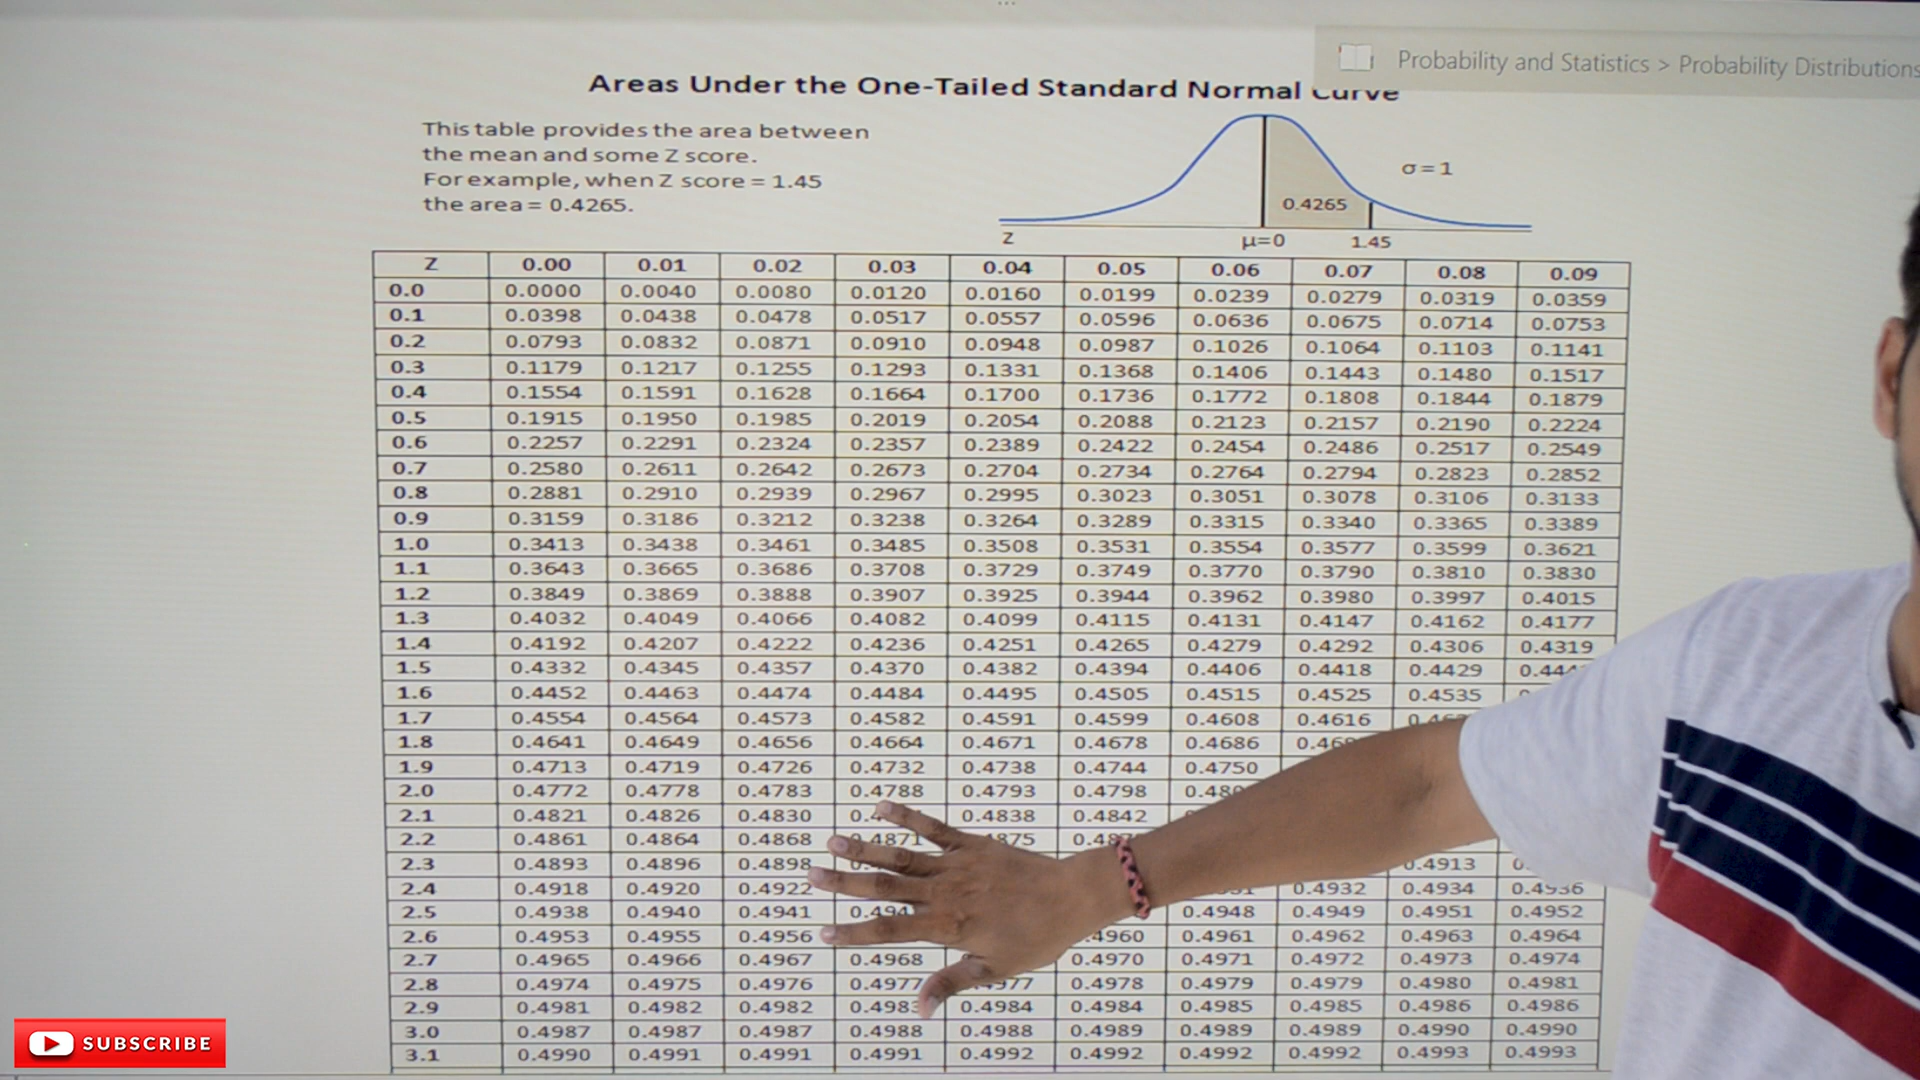 Probability and Statistics > Probability Distributions
Areas Under the One-Tailed Standard Normal Curve
This table provides the area between
the mean and some Z score.
For example, when Z score = 1.45
the area = 0.4265.
σ = 1
0.4265
Z
μ=0
1.45
Z 0.00 0.01 0.02 0.03 0.04 0.05 0.06 0.07 0.08 0.09
0.0 0.0000 0.0040 0.0080 0.0120 0.0160 0.0199 0.0239 0.0279 0.0319 0.0359
0.1 0.0398 0.0438 0.0478 0.0517 0.0557 0.0596 0.0636 0.0675 0.0714 0.0753
0.2 0.0793 0.0832 0.0871 0.0910 0.0948 0.0987 0.1026 0.1064 0.1103 0.1141
0.3 0.1179 0.1217 0.1255 0.1293 0.1331 0.1368 0.1406 0.1443 0.1480 0.1517
0.4 0.1554 0.1591 0.1628 0.1664 0.1700 0.1736 0.1772 0.1808 0.1844 0.1879
0.5 0.1915 0.1950 0.1985 0.2019 0.2054 0.2088 0.2123 0.2157 0.2190 0.2224
0.6 0.2257 0.2291 0.2324 0.2357 0.2389 0.2422 0.2454 0.2486 0.2517 0.2549
0.7 0.2580 0.2611 0.2642 0.2673 0.2704 0.2734 0.2764 0.2794 0.2823 0.2852
0.8 0.2881 0.2910 0.2939 0.2967 0.2995 0.3023 0.3051 0.3078 0.3106 0.3133
0.9 0.3159 0.3186 0.3212 0.3238 0.3264 0.3289 0.3315 0.3340 0.3365 0.3389
1.0 0.3413 0.3438 0.3461 0.3485 0.3508 0.3531 0.3554 0.3577 0.3599 0.3621
1.1 0.3643 0.3665 0.3686 0.3708 0.3729 0.3749 0.3770 0.3790 0.3810 0.3830
1.2 0.3849 0.3869 0.3888 0.3907 0.3925 0.3944 0.3962 0.3980 0.3997 0.4015
1.3 0.4032 0.4049 0.4066 0.4082 0.4099 0.4115 0.4131 0.4147 0.4162 0.4177
1.4 0.4192 0.4207 0.4222 0.4236 0.4251 0.4265 0.4279 0.4292 0.4306 0.4319
1.5 0.4332 0.4345 0.4357 0.4370 0.4382 0.4394 0.4406 0.4418 0.4429
1.6 0.4452 0.4463 0.4474 0.4484 0.4495 0.4505 0.4515 0.4525 0.4535
1.7 0.4554 0.4564 0.4573 0.4582 0.4591 0.4599 0.4608 0.4616
1.8 0.4641 0.4649 0.4656 0.4664 0.4671 0.4678 0.4686
1.9 0.4713 0.4719 0.4726 0.4732 0.4738 0.4744 0.4750
2.0 0.4772 0.4778 0.4783 0.4788 0.4793 0.4798
2.1 0.4821 0.4826 0.4830 0.4838 0.4842
2.2 0.4861 0.4864 0.4868 0.4871
2.3 0.4893 0.4896 0.4898 0.4913
2.4 0.4918 0.4920 0.4922 0.4932 0.4934 0.4936
2.5 0.4938 0.4940 0.4941 0.4948 0.4949 0.4951 0.4952
2.6 0.4953 0.4955 0.4956 0.4961 0.4962 0.4963 0.4964
2.7 0.4965 0.4966 0.4967 0.4968 0.4970 0.4971 0.4972 0.4973 0.4974
2.8 0.4974 0.4975 0.4976 0.4977 0.4978 0.4979 0.4979 0.4980 0.4981
2.9 0.4981 0.4982 0.4982 0.4983 0.4984 0.4984 0.4985 0.4985 0.4986 0.4986
3.0 0.4987 0.4987 0.4987 0.4988 0.4988 0.4989 0.4989 0.4989 0.4990 0.4990
3.1 0.4990 0.4991 0.4991 0.4991 0.4992 0.4992 0.4992 0.4992 0.4993 0.4993
SUBSCRIBE